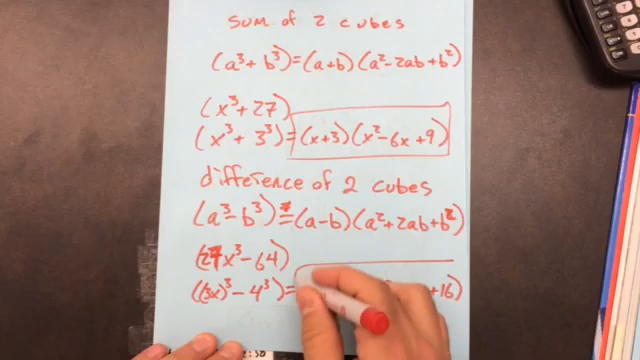 sum of 2 cubes
(a³ + b³) = (a+b) (a² - 2ab + b²)
(x³ + 27)
(x³ + 3³) = (x+3) (x² - 6x + 9)
difference of 2 cubes
(a³ - b³) = (a-b) (a² + 2ab + b²)
(27x³ - 64)
((3x)³ - 4³) = +16)